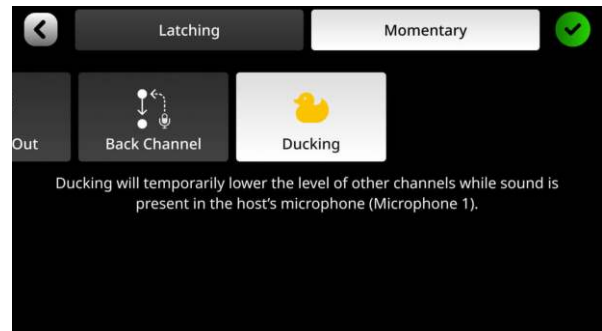 Latching
Momentary
Out
Back Channel
Ducking
Ducking will temporarily lower the level of other channels while sound is
present in the host's microphone (Microphone 1).